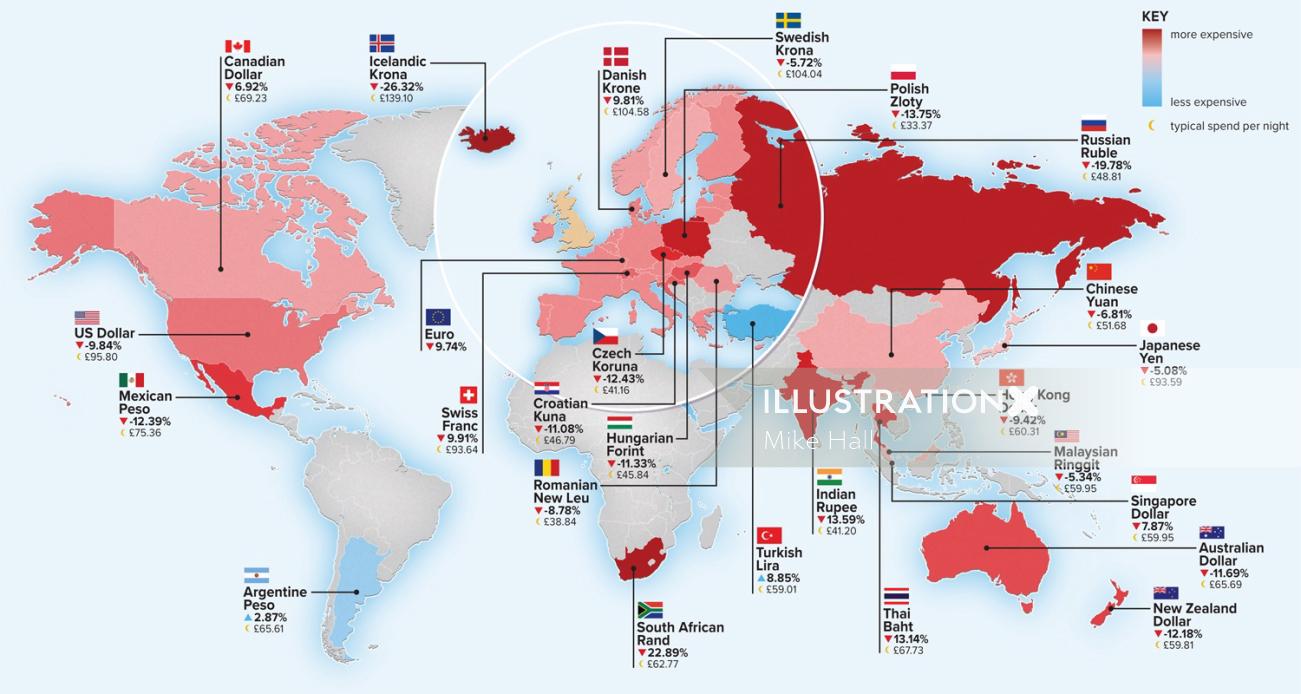 KEY
more expensive
less expensive
typical spend per night
Canadian
Dollar
▼6.92%
£69.23
Icelandic
Krona
▼-26.32%
£139.10
Danish
Krone
▼9.81%
£104.58
Swedish
Krona
▼-5.72%
£104.04
Polish
Zloty
▼-13.75%
£33.37
Russian
Ruble
▼-19.78%
£48.81
Chinese
Yuan
▼-6.81%
£51.68
Japanese
Yen
▼-5.08%
£93.59
US Dollar
▼-9.84%
£95.80
Mexican
Peso
▼-12.39%
£75.36
Euro
▼9.74%
Swiss
Franc
▼9.91%
£93.64
Czech
Koruna
▼-12.43%
£41.16
Croatian
Kuna
▼-11.08%
£46.79
Hungarian
Forint
▼-11.33%
£45.84
Romanian
New Leu
▼-8.78%
£38.84
ILLUSTRATIONX
Mike Hall
Kong
▼-9.42%
£60.31
Malaysian
Ringgit
▼-5.34%
£59.95
Indian
Rupee
▼13.59%
£41.20
Singapore
Dollar
▼7.87%
£59.95
Australian
Dollar
▼-11.69%
£65.69
Turkish
Lira
▲8.85%
£59.01
Argentine
Peso
▲2.87%
£65.61
South African
Rand
▼22.89%
£62.77
Thai
Baht
▼13.14%
£67.73
New Zealand
Dollar
▼-12.18%
£59.81